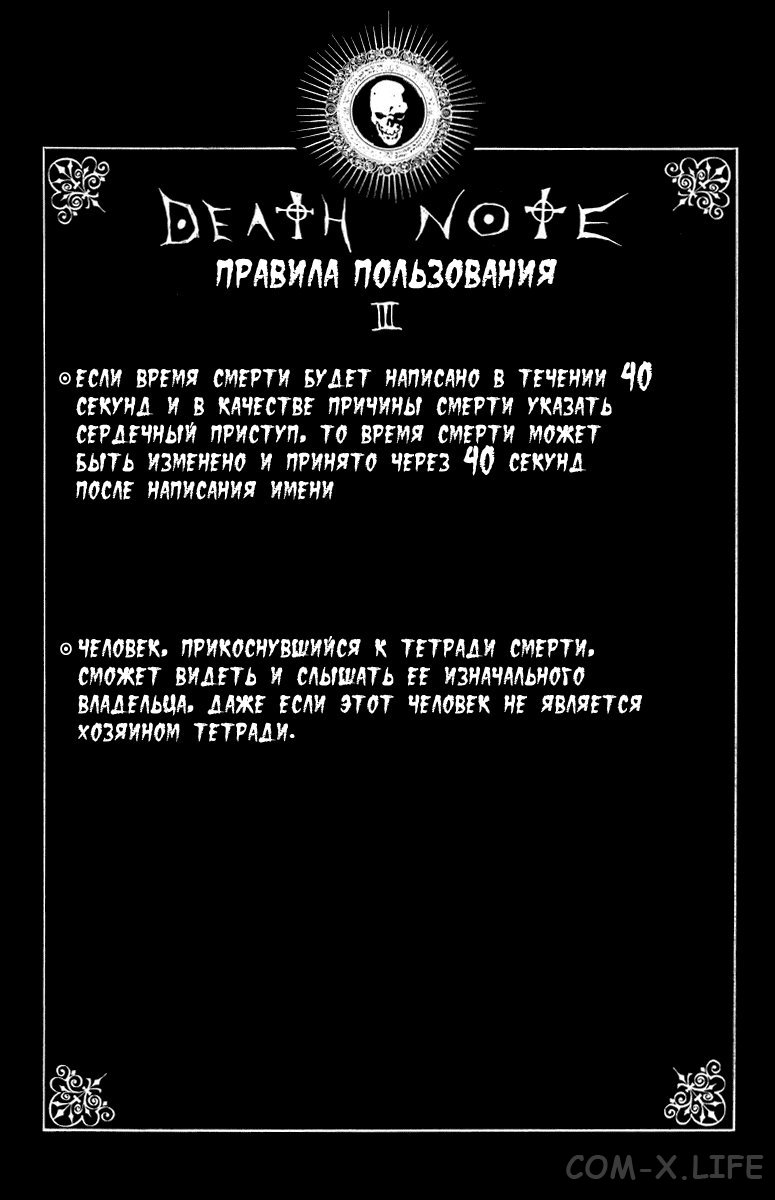 DEATH NOTE
ПРАВИЛА ПОЛЬЗОВАНИЯ
III
ЕСЛИ ВРЕМЯ СМЕРТИ БУДЕТ НАПИСАНО В ТЕЧЕНИИ 40
СЕКУНД И В КАЧЕСТВЕ ПРИЧИНЫ СМЕРТИ УКАЗАТЬ
СЕРДЕЧНЫЙ ПРИСТУП, ТО ВРЕМЯ СМЕРТИ МОЖЕТ
БЫТЬ ИЗМЕНЕНО И ПРИНЯТО ЧЕРЕЗ 40 СЕКУНД
ПОСЛЕ НАПИСАНИЯ ИМЕНИ
ЧЕЛОВЕК, ПРИКОСНУВШИЙСЯ К ТЕТРАДИ СМЕРТИ,
СМОЖЕТ ВИДЕТЬ И СЛЫШАТЬ ЕЕ ИЗНАЧАЛЬНОГО
ВЛАДЕЛЬЦА, ДАЖЕ ЕСЛИ ЭТОТ ЧЕЛОВЕК НЕ ЯВЛЯЕТСЯ
ХОЗЯИНОМ ТЕТРАДИ.
COM-X.LIFE